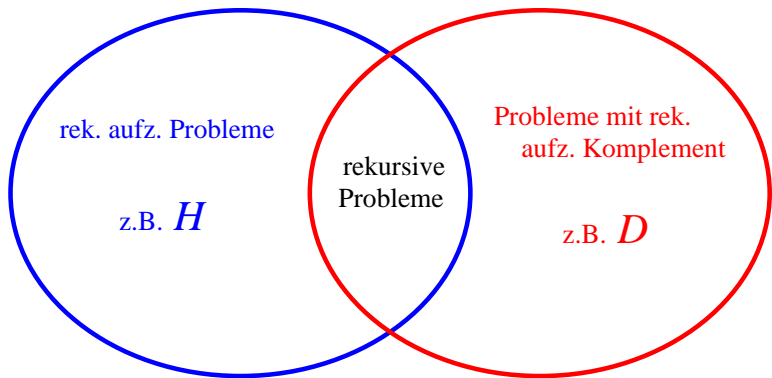 rek. aufz. Probleme
z.B. H
rekursive
Probleme
Probleme mit rek.
aufz. Komplement
z.B. D